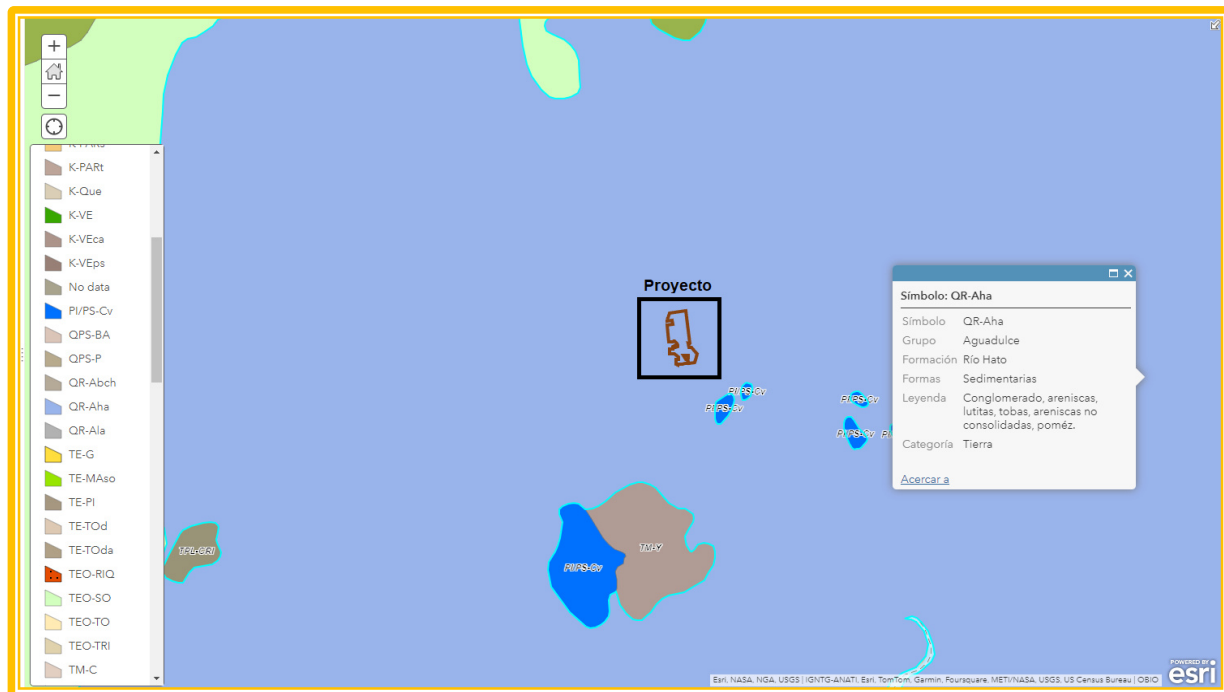 K-PARs
K-PARt
K-Que
K-VE
K-VEca
K-VEps
No data
PI/PS-Cv
QPS-BA
QPS-P
QR-Abch
QR-Aha
QR-Ala
TE-G
TE-MAso
TE-PI
TE-TOd
TE-TOda
TEO-RIQ
TEO-SO
TEO-TO
TEO-TRI
TM-C
Proyecto
PI/PS-Cv
PI/PS-Cv
PI/PS-Cv
PI/PS-Cv
TPL-CRI
PI/PS-Cv
TM-Y
Símbolo: QR-Aha
Símbolo QR-Aha
Grupo Aguadulce
Formación Río Hato
Formas Sedimentarias
Leyenda Conglomerado, areniscas,
lutitas, tobas, areniscas no
consolidadas, poméz.
Categoría Tierra
Acercar a
Esri, NASA, NGA, USGS | IGNTG-ANATI, Esri, TomTom, Garmin, Foursquare, METI/NASA, USGS, US Census Bureau | OBIO
POWERED BY
esri